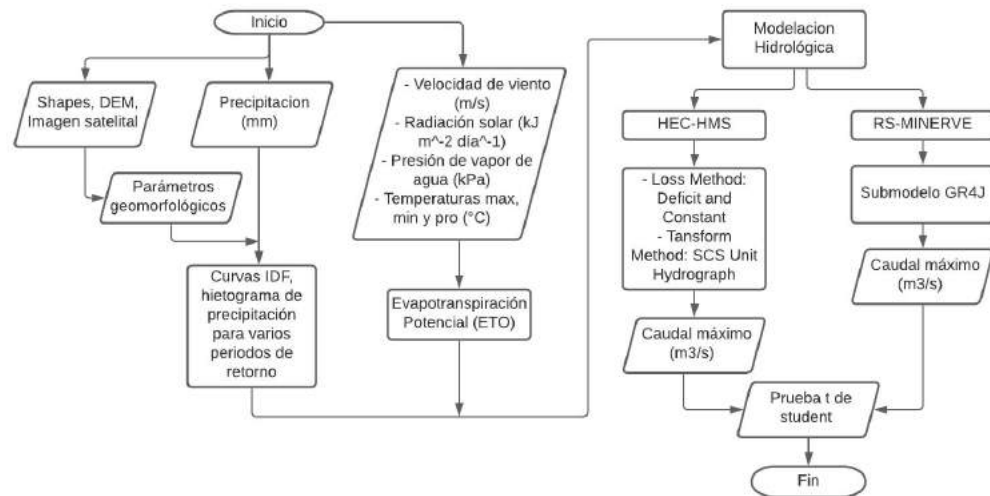 Inicio
Shapes, DEM,
Imagen satelital
Precipitacion
(mm)
- Velocidad de viento
(m/s)
- Radiación solar (kJ
m^-2 día^-1)
- Presión de vapor de
agua (kPa)
- Temperaturas max,
min y pro (°C)
Parámetros
geomorfológicos
Curvas IDF,
hietograma de
precipitación
para varios
periodos de
retorno
Evapotranspiración
Potencial (ETO)
Modelacion
Hidrológica
HEC-HMS
- Loss Method:
Deficit and
Constant
- Tansform
Method: SCS Unit
Hydrograph
Caudal máximo
(m3/s)
RS-MINERVE
Submodelo GR4J
Caudal máximo
(m3/s)
Prueba t de
student
Fin